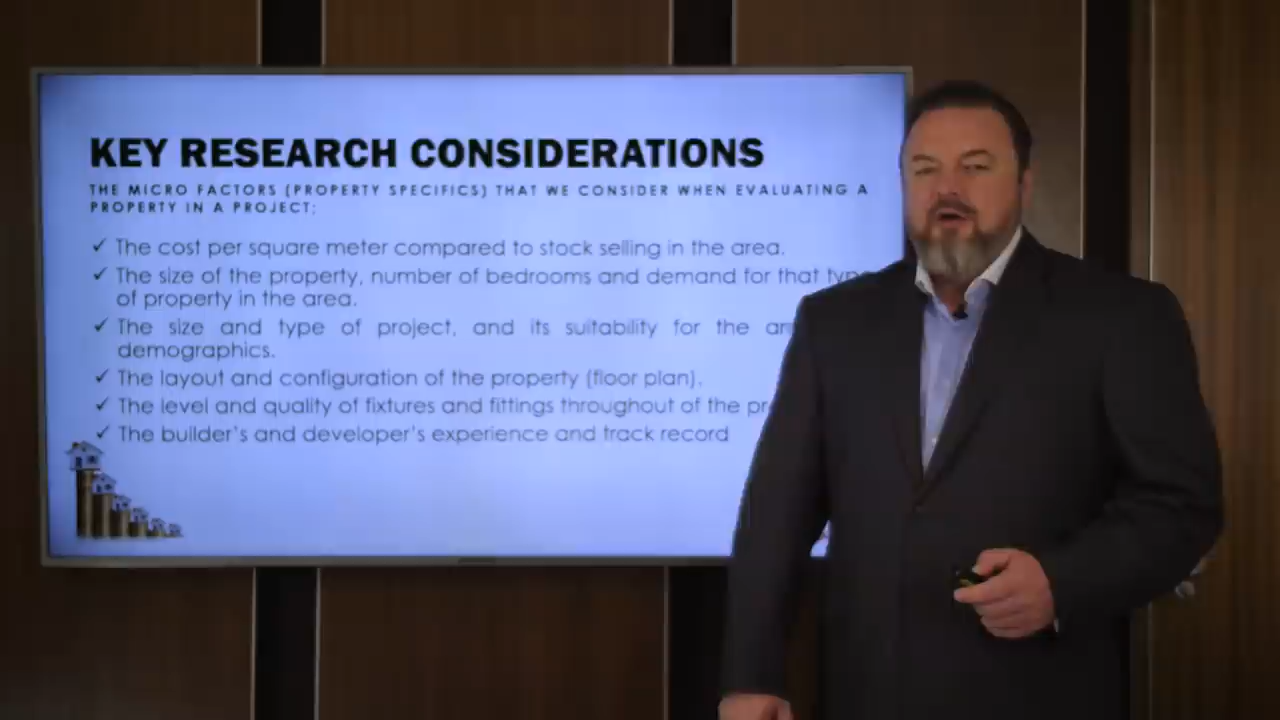 KEY RESEARCH CONSIDERATIONS
THE MICRO FACTORS (PROPERTY SPECIFICS) THAT WE CONSIDER WHEN EVALUATING A
PROPERTY IN A PROJECT;
✓ The cost per square meter compared to stock selling in the area.
✓ The size of the property, number of bedrooms and demand for that type
of property in the area.
✓ The size and type of project, and its suitability for the
demographics.
✓ The layout and configuration of the property (floor plan).
✓ The level and quality of fixtures and fittings throughout of the
✓ The builder's and developer's experience and track record